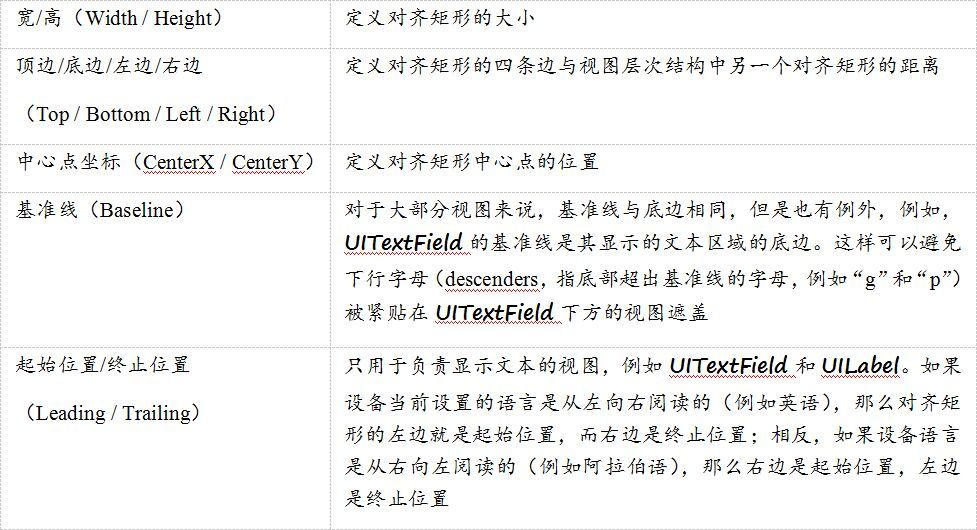 宽/高（Width / Height）
定义对齐矩形的大小
顶边/底边/左边/右边
（Top / Bottom / Left / Right）
定义对齐矩形的四条边与视图层次结构中另一个对齐矩形的距离
中心点坐标（CenterX / CenterY）
定义对齐矩形中心点的位置
基准线（Baseline）
对于大部分视图来说，基准线与底边相同，但是也有例外，例如，
UITextField 的基准线是其显示的文本区域的底边。这样可以避免
下行字母（descenders，指底部超出基准线的字母，例如“g”和“p”）
被紧贴在 UITextField 下方的视图遮盖
起始位置/终止位置
（Leading / Trailing）
只用于负责显示文本的视图，例如 UITextField 和 UILabel。如果
设备当前设置的语言是从左向右阅读的（例如英语），那么对齐矩
形的左边就是起始位置，而右边是终止位置；相反，如果设备语言
是从右向左阅读的（例如阿拉伯语），那么右边是起始位置，左边
是终止位置